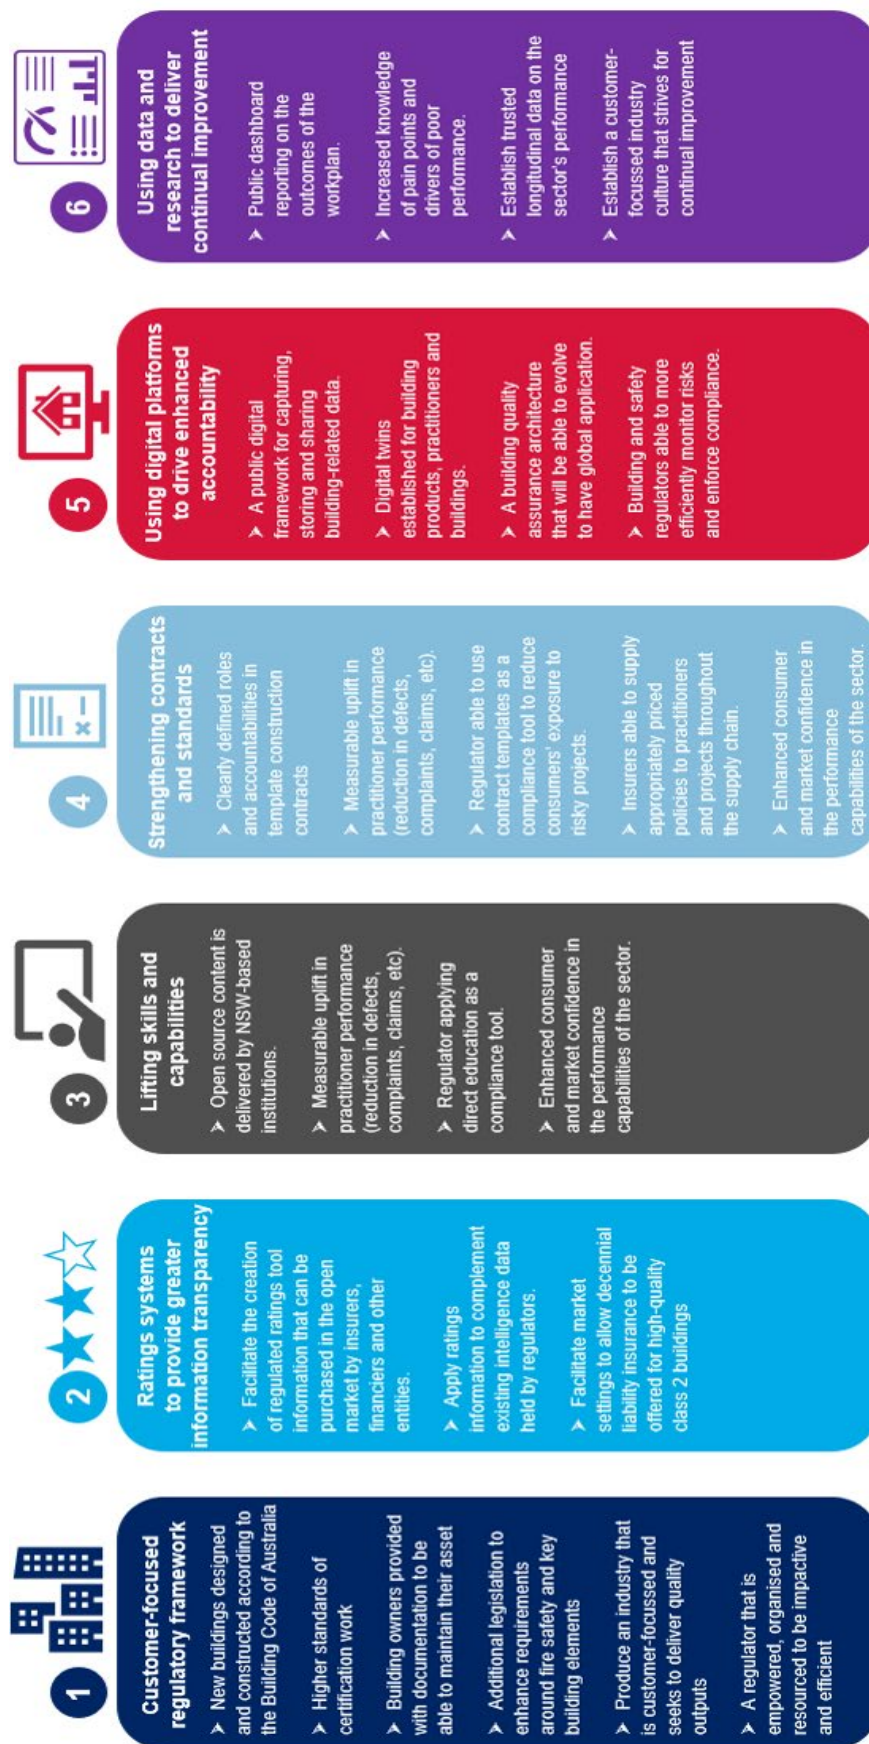 1
Customer-focused
regulatory framework
➤ New buildings designed
and constructed according to
the Building Code of Australia
➤ Higher standards of
certification work
➤ Building owners provided
with documentation to be
able to maintain their asset
➤ Additional legislation to
enhance requirements
around fire safety and key
building elements
➤ Produce an industry that
is customer-focussed and
seeks to deliver quality
outputs
➤ A regulator that is
empowered, organised and
resourced to be impactive
and efficient
2
Ratings systems
to provide greater
information transparency
➤ Facilitate the creation
of regulated ratings tool
information that can be
purchased in the open
market by insurers,
financiers and other
entities.
➤ Apply ratings
information to complement
existing intelligence data
held by regulators.
➤ Facilitate market
settings to allow decennial
liability insurance to be
offered for high-quality
class 2 buildings
3
Lifting skills and
capabilities
➤ Open source content is
delivered by NSW-based
institutions.
➤ Measurable uplift in
practitioner performance
(reduction in defects,
complaints, claims, etc).
➤ Regulator applying
direct education as a
compliance tool.
➤ Enhanced consumer
and market confidence in
the performance
capabilities of the sector.
4
Strengthening contracts
and standards
➤ Clearly defined roles
and accountabilities in
template construction
contracts
➤ Measurable uplift in
practitioner performance
(reduction in defects,
complaints, claims, etc).
➤ Regulator able to use
contract templates as a
compliance tool to reduce
consumers' exposure to
risky projects.
➤ Insurers able to supply
appropriately priced
policies to practitioners
and projects throughout
the supply chain.
➤ Enhanced consumer
and market confidence in
the performance
capabilities of the sector.
5
Using digital platforms
to drive enhanced
accountability
➤ A public digital
framework for capturing,
storing and sharing
building-related data.
➤ Digital twins
established for building
products, practitioners and
buildings.
➤ A building quality
assurance architecture
that will be able to evolve
to have global application.
➤ Building and safety
regulators able to more
efficiently monitor risks
and enforce compliance.
6
Using data and
research to deliver
continual improvement
➤ Public dashboard
reporting on the
outcomes of the
workplan.
➤ Increased knowledge
of pain points and
drivers of poor
performance.
➤ Establish trusted
longitudinal data on the
sector's performance
➤ Establish a customer-
focussed industry
culture that strives for
continual improvement